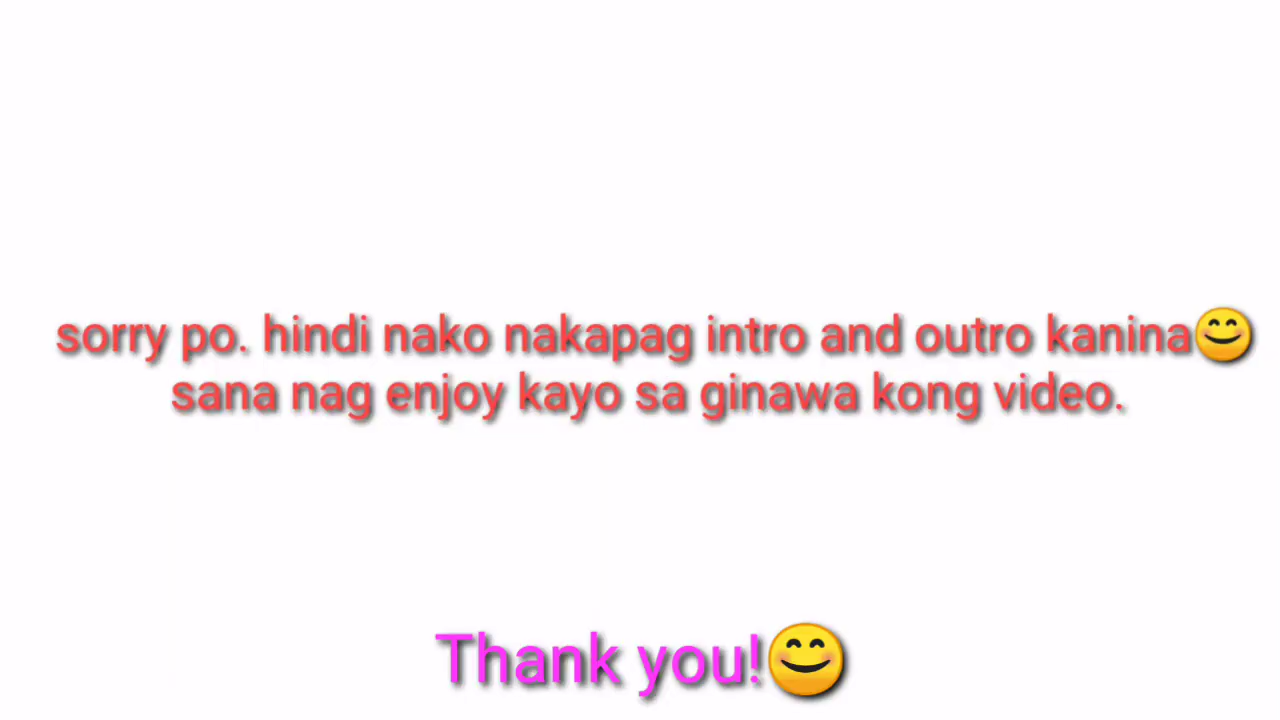 sorry po. hindi nako nakapag intro and outro kanina😊
sana nag enjoy kayo sa ginawa kong video.
Thank you!😊